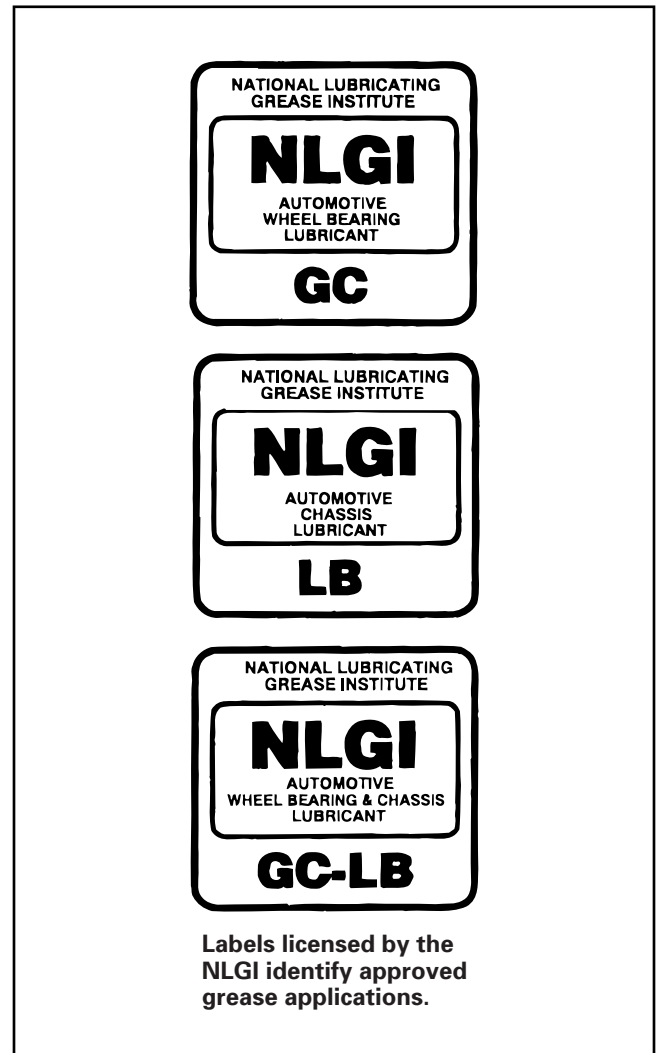 NATIONAL LUBRICATING
GREASE INSTITUTE
NLGI
AUTOMOTIVE
WHEEL BEARING
LUBRICANT
GC
NATIONAL LUBRICATING
GREASE INSTITUTE
NLGI
AUTOMOTIVE
CHASSIS
LUBRICANT
LB
NATIONAL LUBRICATING
GREASE INSTITUTE
NLGI
AUTOMOTIVE
WHEEL BEARING & CHASSIS
LUBRICANT
GC-LB
Labels licensed by the
NLGI identify approved
grease applications.